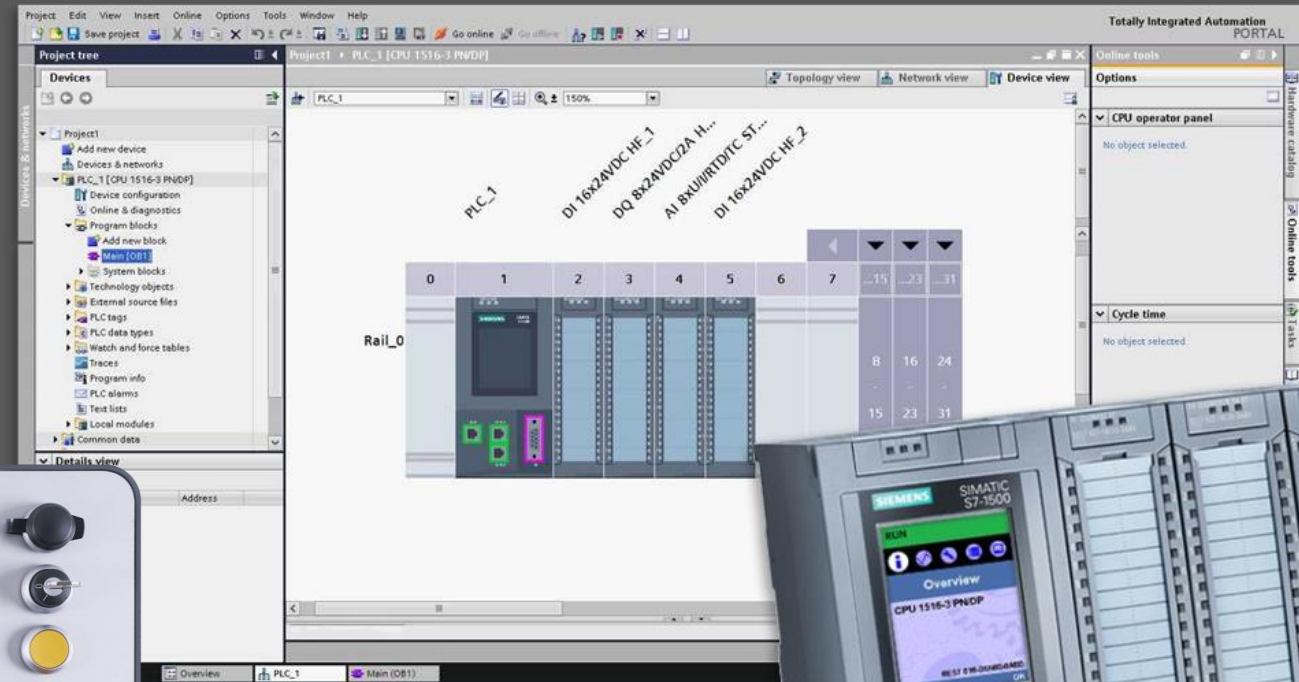 Project Edit View Insert Online Options Tools Window Help
Totally Integrated Automation
PORTAL
Save project
Go online
Go offline
Project tree
Project1 PLC_1 [CPU 1516-3 PN/DP]
Online tools
Devices
Topology view
Network view
Device view
Options
PLC_1
150%
CPU operator panel
No object selected.
Project1
Add new device
Devices & networks
PLC_1 [CPU 1516-3 PN/DP]
Device configuration
Online & diagnostics
Program blocks
Add new block
Main [OB1]
System blocks
Technology objects
External source files
PLC tags
PLC data types
Watch and force tables
Traces
Program info
PLC alarms
Text lists
Local modules
Common data
Details view
Address
Devices & networks
PLC_1
DI 16x24VDC HF_1
DQ 8x24VDC/2A H...
AI 8xU/I/RTD/TC ST...
DI 16x24VDC HF_2
0 1 2 3 4 5 6 7 ...15 ...23 ...31
Rail_0
SIEMENS
8 16 24
- - -
15 23 31
Cycle time
No object selected.
Hardware catalog
Online tools
Tasks
SIEMENS
SIMATIC
S7-1500
RUN
Overview
CPU 1516-3 PN/DP
OK
Overview
PLC_1
Main (OB1)